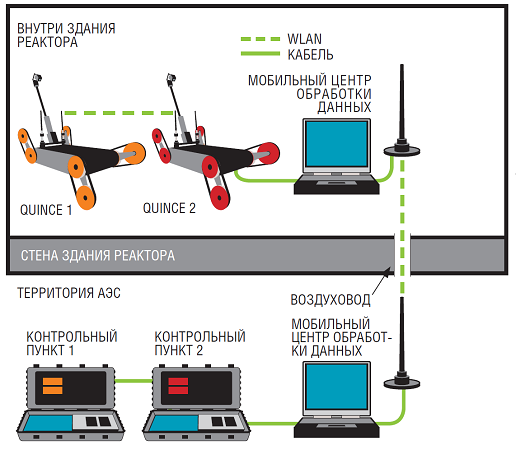 ВНУТРИ ЗДАНИЯ
РЕАКТОРА
WLAN
КАБЕЛЬ
МОБИЛЬНЫЙ ЦЕНТР
ОБРАБОТКИ
ДАННЫХ
QUINCE 1
QUINCE 2
СТЕНА ЗДАНИЯ РЕАКТОРА
ТЕРРИТОРИЯ АЭС
ВОЗДУХОВОД
КОНТРОЛЬНЫЙ
ПУНКТ 1
КОНТРОЛЬНЫЙ
ПУНКТ 2
МОБИЛЬНЫЙ
ЦЕНТР ОБРАБОТ-
КИ ДАННЫХ